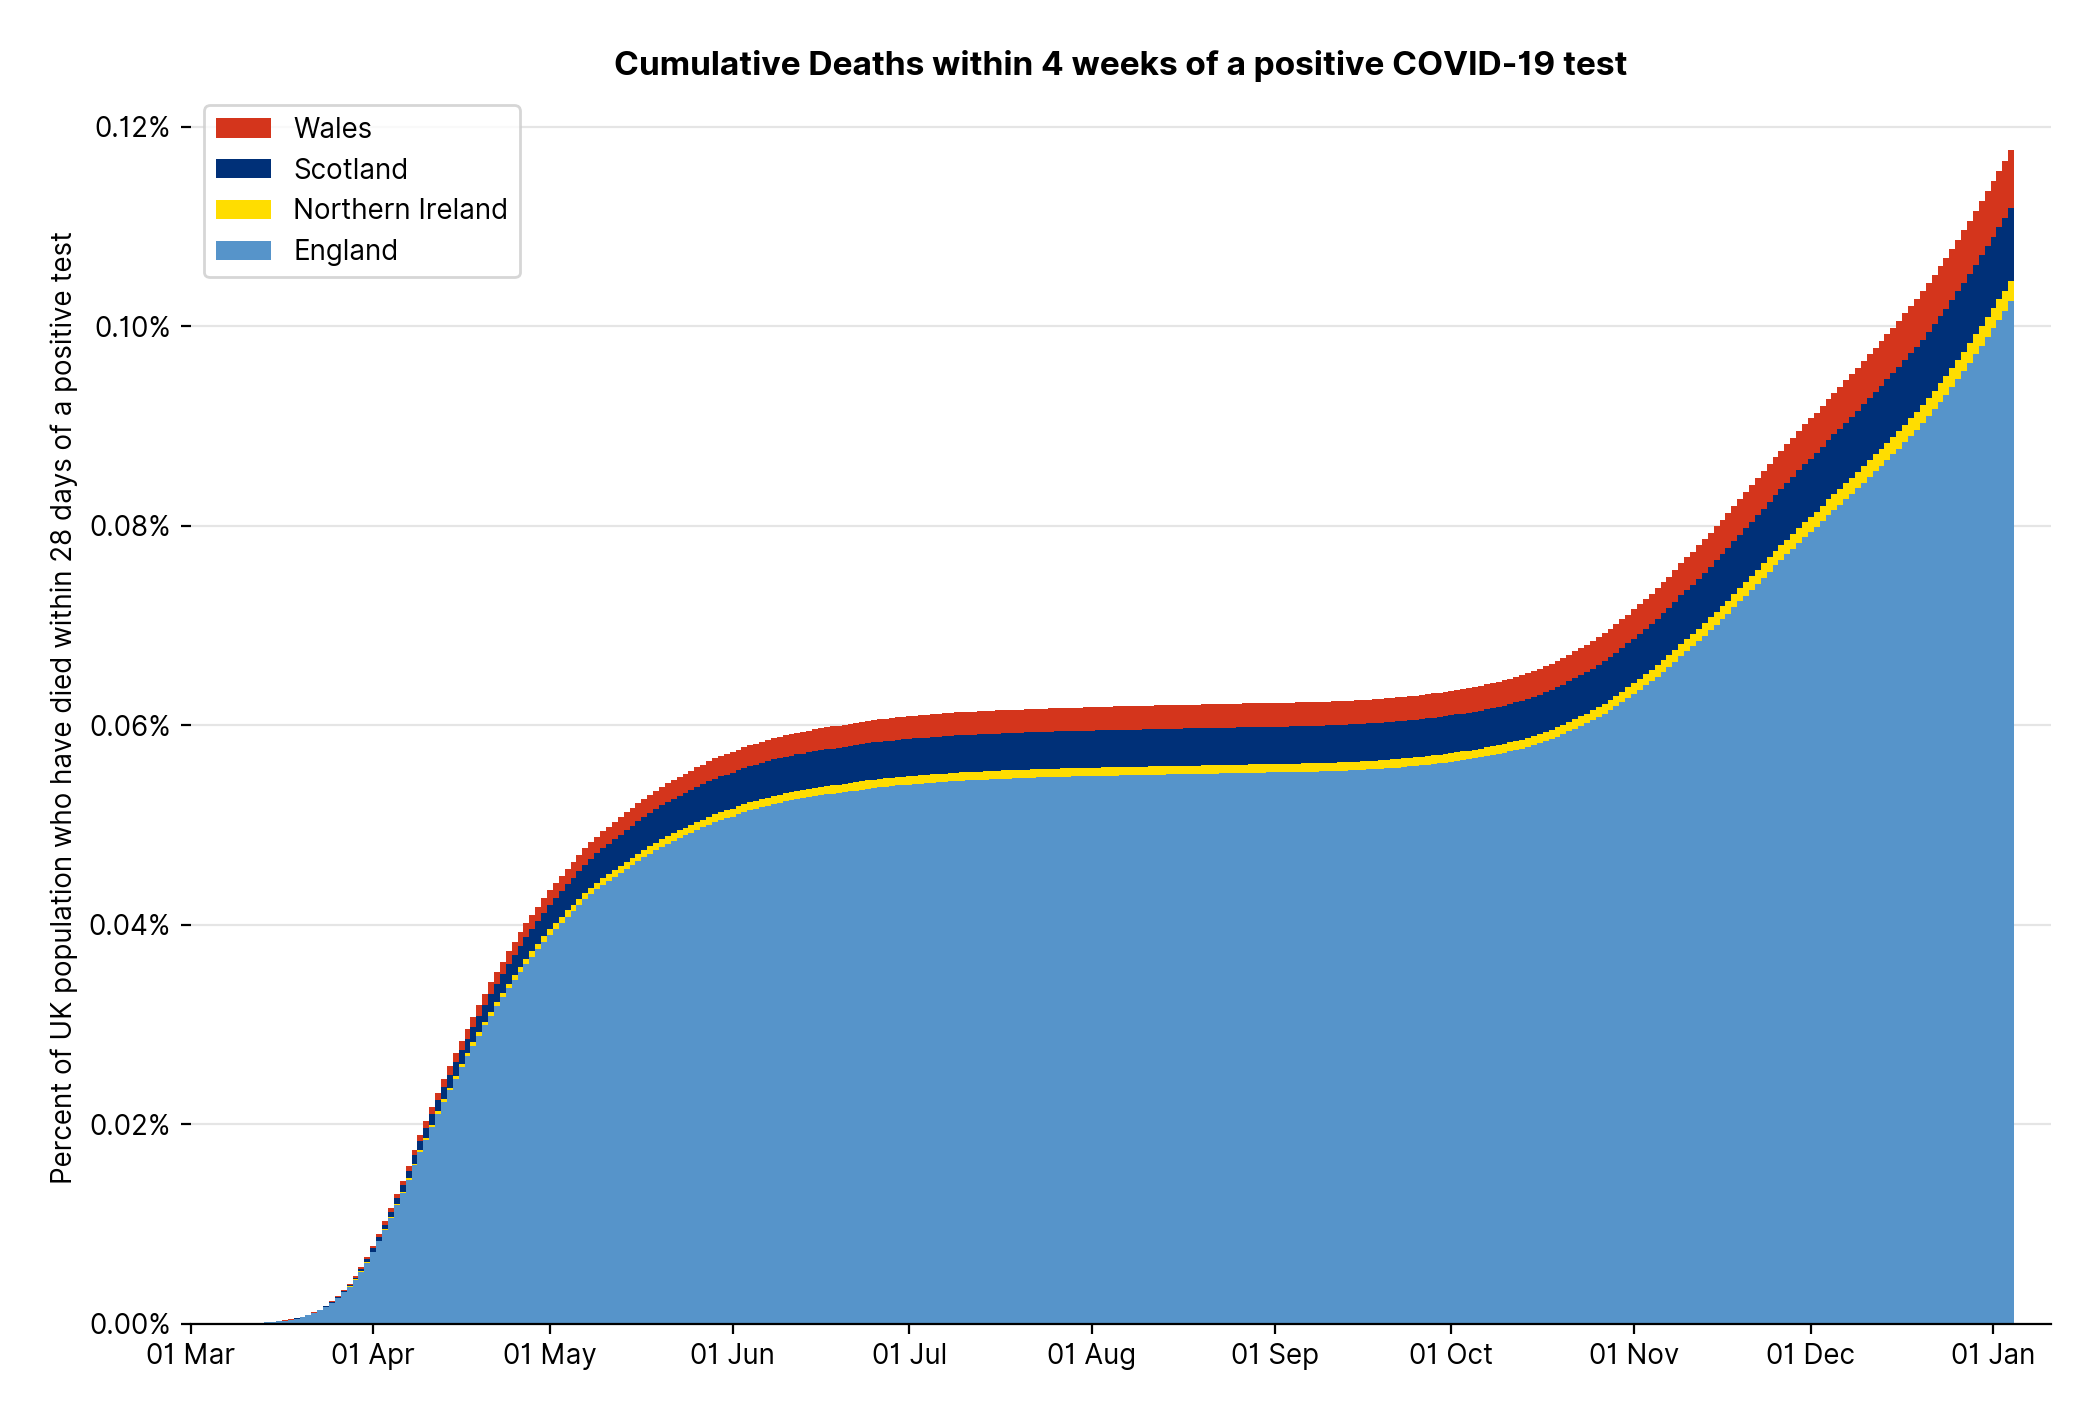 Cumulative Deaths within 4 weeks of a positive COVID-19 test
Wales
Scotland
Northern Ireland
England
Percent of UK population who have died within 28 days of a positive test
0.12%
0.10%
0.08%
0.06%
0.04%
0.02%
0.00%
01 Mar
01 Apr
01 May
01 Jun
01 Jul
01 Aug
01 Sep
01 Oct
01 Nov
01 Dec
01 Jan